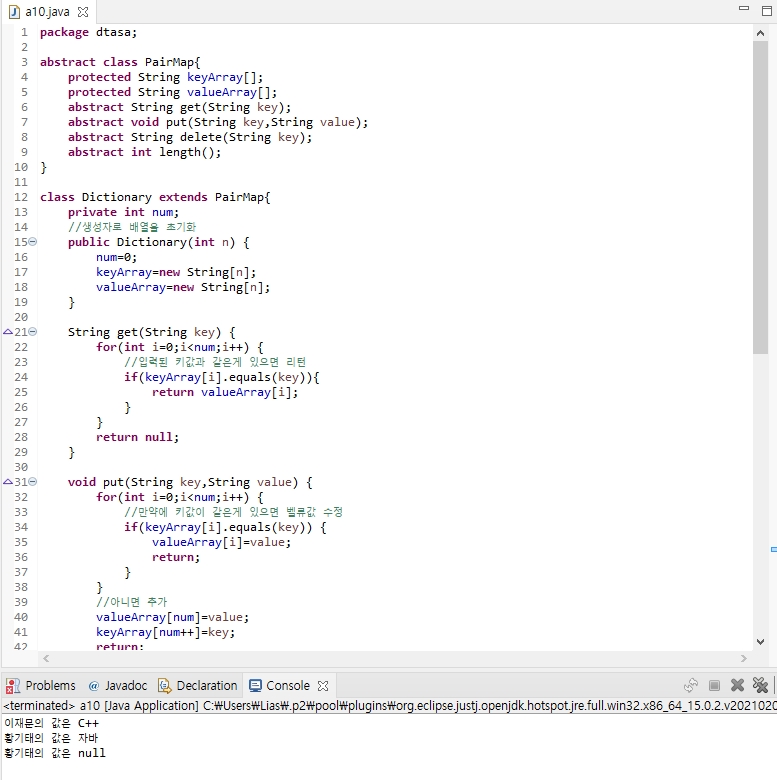 a10.java
1 package dtasa;
2
3 abstract class PairMap{
4 protected String keyArray[];
5 protected String valueArray[];
6 abstract String get(String key);
7 abstract void put(String key,String value);
8 abstract String delete(String key);
9 abstract int length();
10 }
11
12 class Dictionary extends PairMap{
13 private int num;
14 //생성자로 배열을 초기화
15 public Dictionary(int n) {
16 num=0;
17 keyArray=new String[n];
18 valueArray=new String[n];
19 }
20
21 String get(String key) {
22 for(int i=0;i<num;i++) {
23 //입력된 키값과 같은게 있으면 리턴
24 if(keyArray[i].equals(key)){
25 return valueArray[i];
26 }
27 }
28 return null;
29 }
30
31 void put(String key,String value) {
32 for(int i=0;i<num;i++) {
33 //만약에 키값이 같은게 있으면 벨류값 수정
34 if(keyArray[i].equals(key)) {
35 valueArray[i]=value;
36 return;
37 }
38 }
39 //아니면 추가
40 valueArray[num]=value;
41 keyArray[num++]=key;
42 return;
Problems @ Javadoc Declaration Console
<terminated> a10 [Java Application] C:₩Users₩Lias₩.p2₩pool₩plugins₩org.eclipse.justj.openjdk.hotspot.jre.full.win32.x86_64_15.0.2.v2021020
이재문의 값은 C++
황기태의 값은 자바
황기태의 값은 null